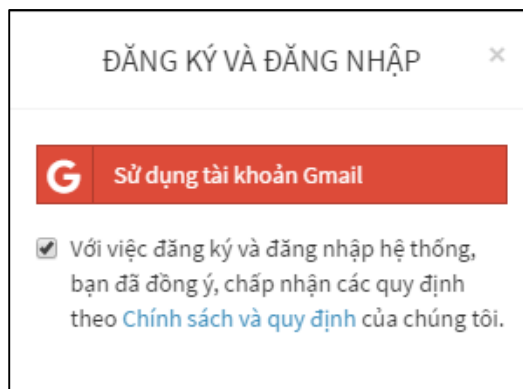 ĐĂNG KÝ VÀ ĐĂNG NHẬP ×
G Sử dụng tài khoản Gmail
Với việc đăng ký và đăng nhập hệ thống,
bạn đã đồng ý, chấp nhận các quy định
theo Chính sách và quy định của chúng tôi.